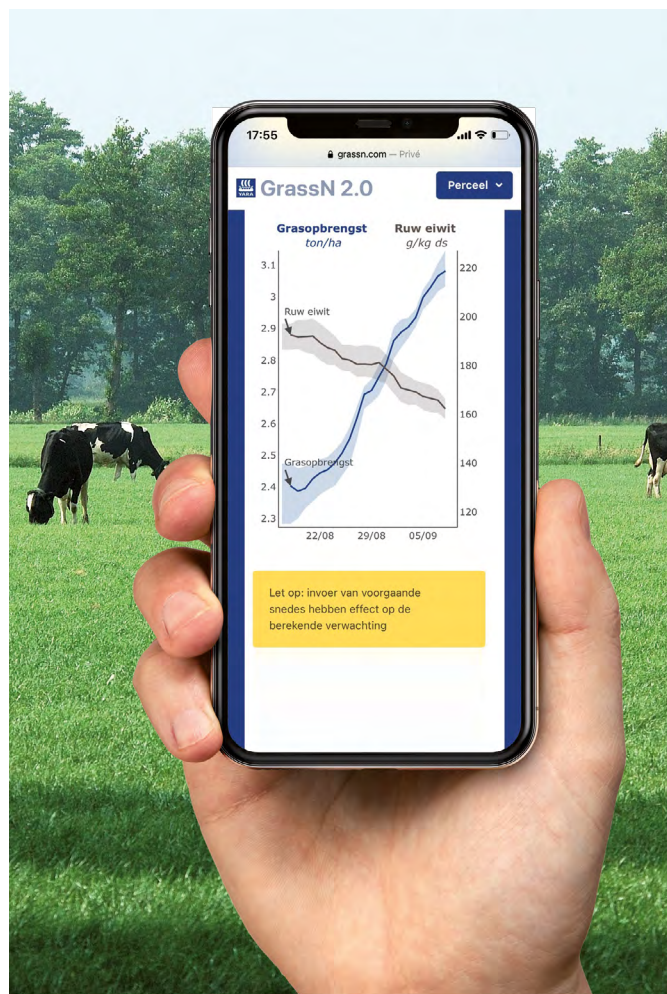 17:55
grassn.com — Privé
YARA
GrassN 2.0
Perceel
Grasopbrengst
ton/ha
Ruw eiwit
g/kg ds
3.1
3
2.9
2.8
2.7
2.6
2.5
2.4
2.3
220
200
180
160
140
120
Ruw eiwit
Grasopbrengst
22/08
29/08
05/09
Let op: invoer van voorgaande
snedes hebben effect op de
berekende verwachting